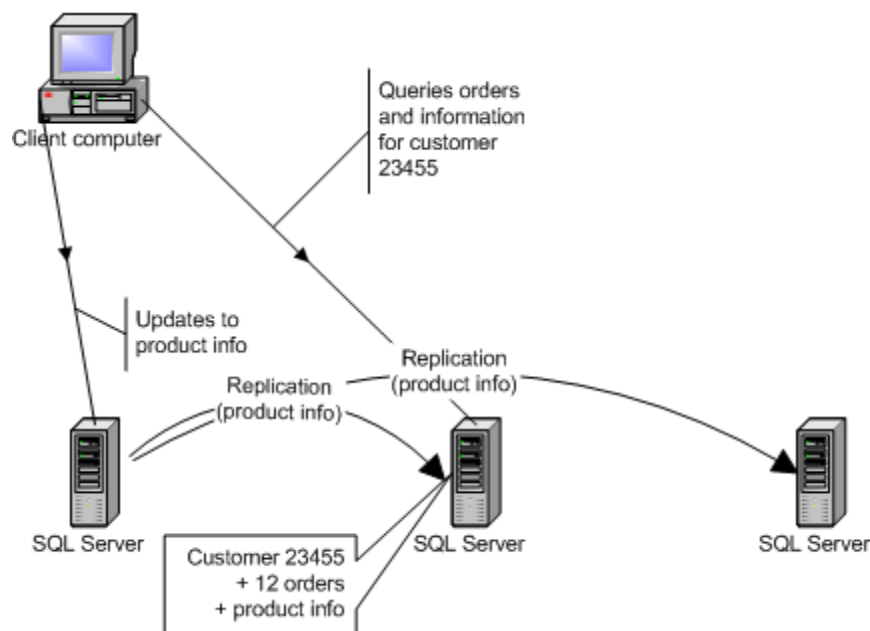 Client computer
Queries orders
and information
for customer
23455
Updates to
product info
Replication
(product info)
Replication
(product info)
SQL Server
SQL Server
SQL Server
Customer 23455
+ 12 orders
+ product info